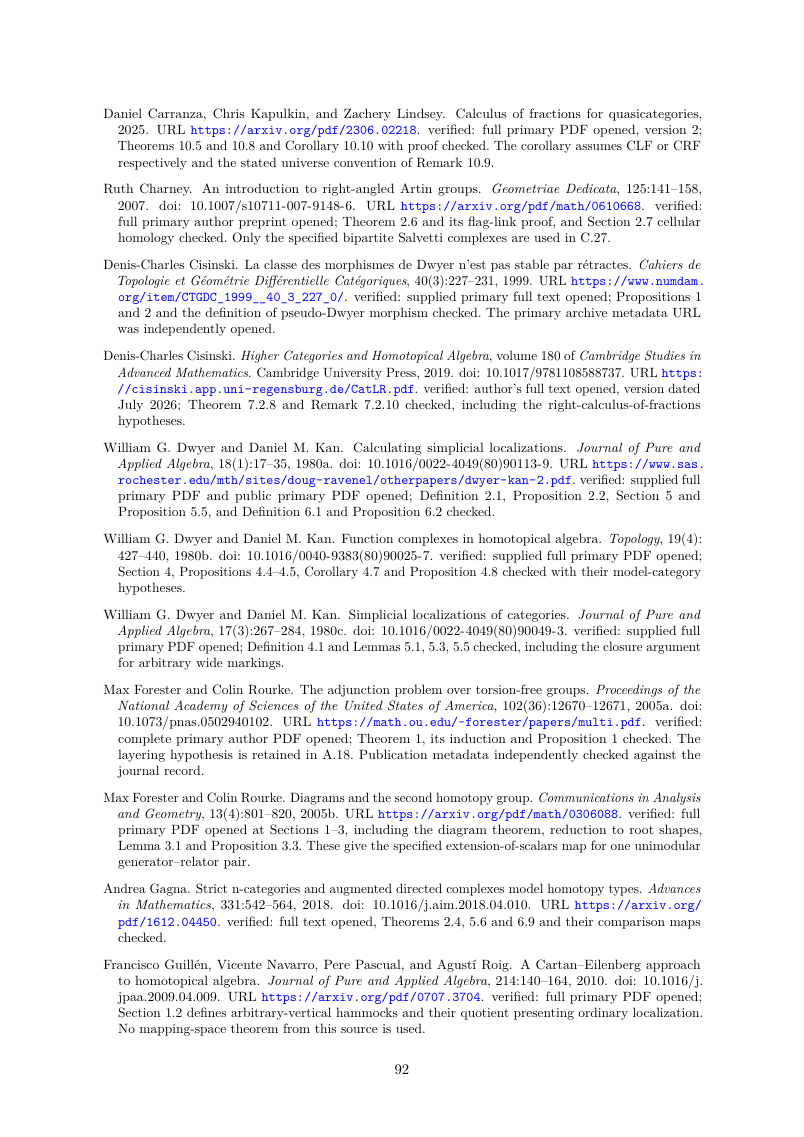 Daniel Carranza, Chris Kapulkin, and Zachery Lindsey. Calculus of fractions for quasicategories,
2025. URL https://arxiv.org/pdf/2306.02218. verified: full primary PDF opened, version 2;
Theorems 10.5 and 10.8 and Corollary 10.10 with proof checked. The corollary assumes CLF or CRF
respectively and the stated universe convention of Remark 10.9.
Ruth Charney. An introduction to right-angled Artin groups. Geometriae Dedicata, 125:141–158,
2007. doi: 10.1007/s10711-007-9148-6. URL https://arxiv.org/pdf/math/0610668. verified:
full primary author preprint opened; Theorem 2.6 and its flag-link proof, and Section 2.7 cellular
homology checked. Only the specified bipartite Salvetti complexes are used in C.27.
Denis-Charles Cisinski. La classe des morphismes de Dwyer n'est pas stable par rétractes. Cahiers de
Topologie et Géométrie Différentielle Catégoriques, 40(3):227–231, 1999. URL https://www.numdam.
org/item/CTGDC_1999__40_3_227_0/. verified: supplied primary full text opened; Propositions 1
and 2 and the definition of pseudo-Dwyer morphism checked. The primary archive metadata URL
was independently opened.
Denis-Charles Cisinski. Higher Categories and Homotopical Algebra, volume 180 of Cambridge Studies in
Advanced Mathematics. Cambridge University Press, 2019. doi: 10.1017/9781108588737. URL https:
//cisinski.app.uni-regensburg.de/CatLR.pdf. verified: author's full text opened, version dated
July 2026; Theorem 7.2.8 and Remark 7.2.10 checked, including the right-calculus-of-fractions
hypotheses.
William G. Dwyer and Daniel M. Kan. Calculating simplicial localizations. Journal of Pure and
Applied Algebra, 18(1):17–35, 1980a. doi: 10.1016/0022-4049(80)90113-9. URL https://www.sas.
rochester.edu/mth/sites/doug-ravenel/otherpapers/dwyer-kan-2.pdf. verified: supplied full
primary PDF and public primary PDF opened; Definition 2.1, Proposition 2.2, Section 5 and
Proposition 5.5, and Definition 6.1 and Proposition 6.2 checked.
William G. Dwyer and Daniel M. Kan. Function complexes in homotopical algebra. Topology, 19(4):
427–440, 1980b. doi: 10.1016/0040-9383(80)90025-7. verified: supplied full primary PDF opened;
Section 4, Propositions 4.4–4.5, Corollary 4.7 and Proposition 4.8 checked with their model-category
hypotheses.
William G. Dwyer and Daniel M. Kan. Simplicial localizations of categories. Journal of Pure and
Applied Algebra, 17(3):267–284, 1980c. doi: 10.1016/0022-4049(80)90049-3. verified: supplied full
primary PDF opened; Definition 4.1 and Lemmas 5.1, 5.3, 5.5 checked, including the closure argument
for arbitrary wide markings.
Max Forester and Colin Rourke. The adjunction problem over torsion-free groups. Proceedings of the
National Academy of Sciences of the United States of America, 102(36):12670–12671, 2005a. doi:
10.1073/pnas.0502940102. URL https://math.ou.edu/~forester/papers/multi.pdf. verified:
complete primary author PDF opened; Theorem 1, its induction and Proposition 1 checked. The
layering hypothesis is retained in A.18. Publication metadata independently checked against the
journal record.
Max Forester and Colin Rourke. Diagrams and the second homotopy group. Communications in Analysis
and Geometry, 13(4):801–820, 2005b. URL https://arxiv.org/pdf/math/0306088. verified: full
primary PDF opened at Sections 1–3, including the diagram theorem, reduction to root shapes,
Lemma 3.1 and Proposition 3.3. These give the specified extension-of-scalars map for one unimodular
generator–relator pair.
Andrea Gagna. Strict n-categories and augmented directed complexes model homotopy types. Advances
in Mathematics, 331:542–564, 2018. doi: 10.1016/j.aim.2018.04.010. URL https://arxiv.org/
pdf/1612.04450. verified: full text opened, Theorems 2.4, 5.6 and 6.9 and their comparison maps
checked.
Francisco Guillén, Vicente Navarro, Pere Pascual, and Agustí Roig. A Cartan–Eilenberg approach
to homotopical algebra. Journal of Pure and Applied Algebra, 214:140–164, 2010. doi: 10.1016/j.
jpaa.2009.04.009. URL https://arxiv.org/pdf/0707.3704. verified: full primary PDF opened;
Section 1.2 defines arbitrary-vertical hammocks and their quotient presenting ordinary localization.
No mapping-space theorem from this source is used.
92